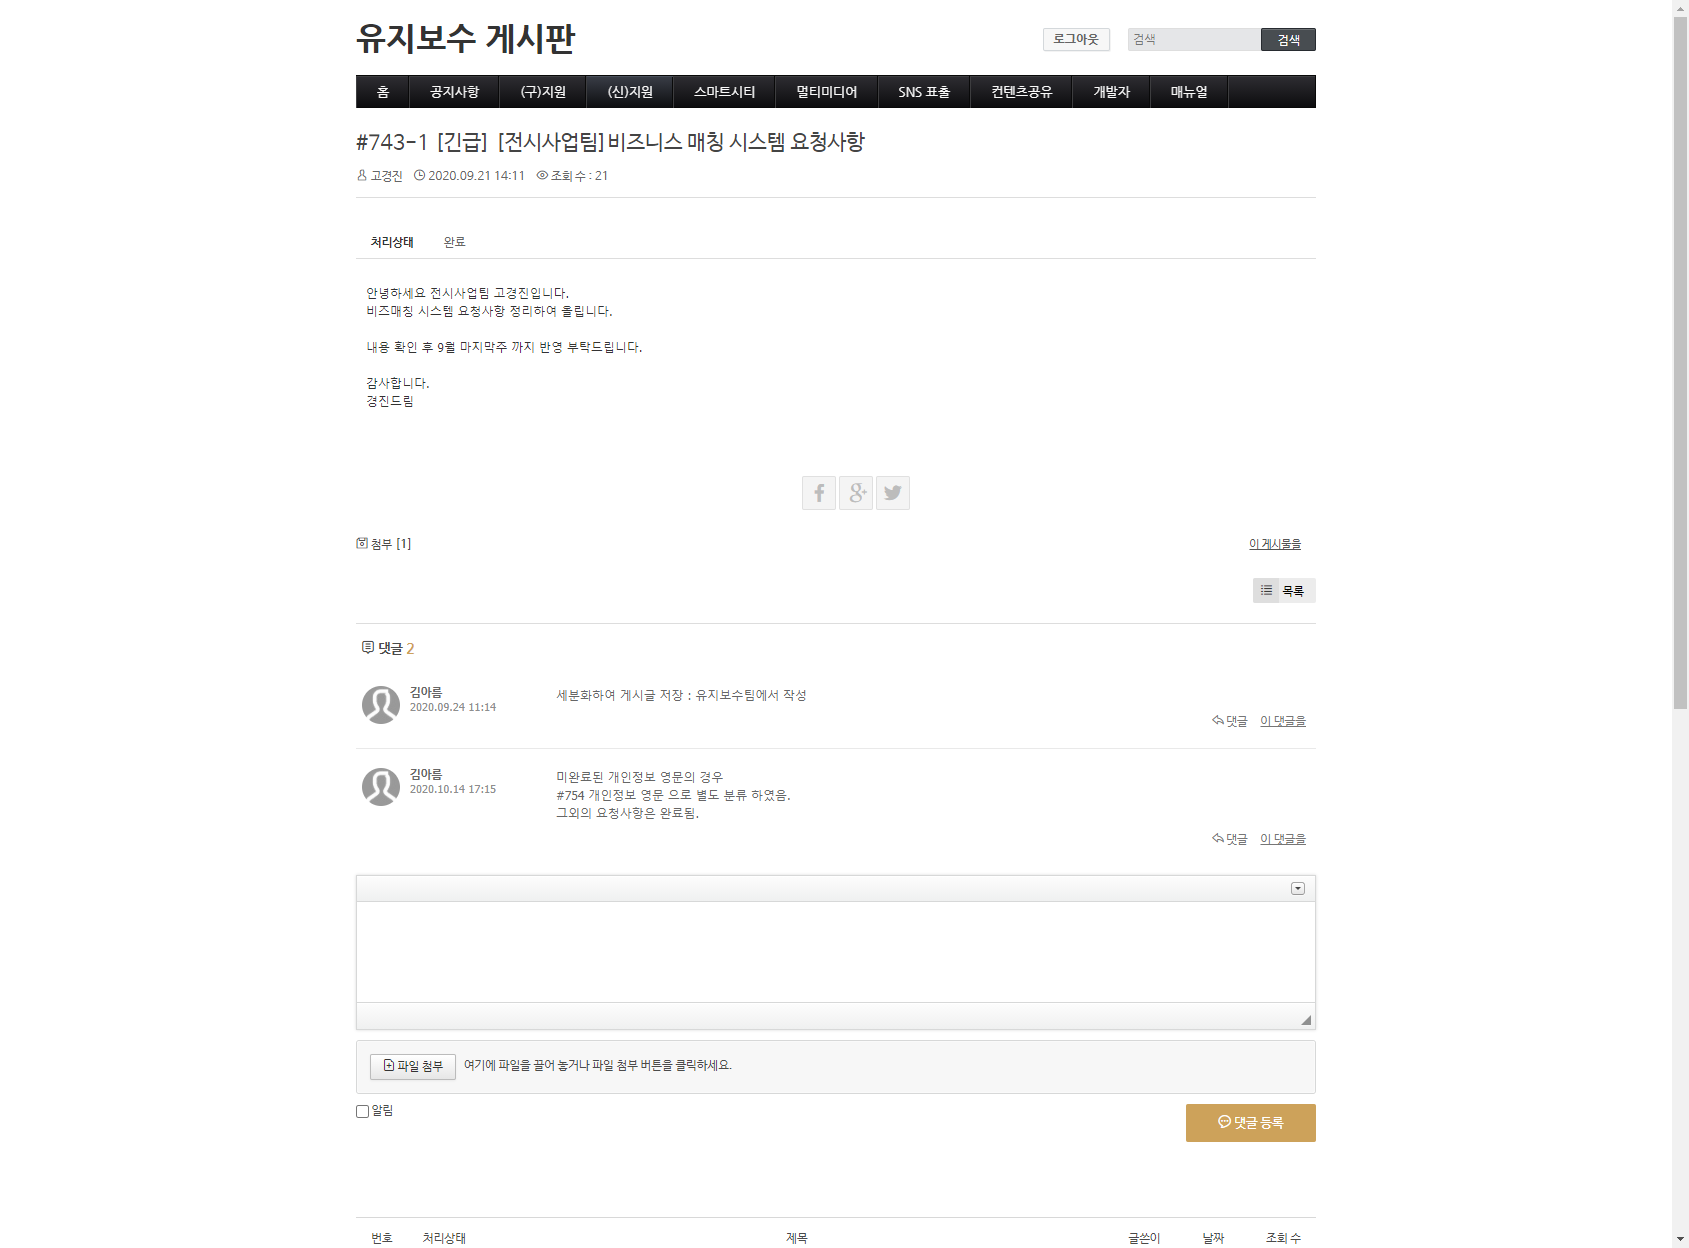 유지보수 게시판
로그아웃 검색 검색
홈 공지사항 (구)지원 (신)지원 스마트시티 멀티미디어 SNS 표출 컨텐츠공유 개발자 매뉴얼
#743-1 [긴급] [전시사업팀]비즈니스 매칭 시스템 요청사항
고경진 2020.09.21 14:11 조회 수 : 21
처리상태 완료
안녕하세요 전시사업팀 고경진입니다.
비즈매칭 시스템 요청사항 정리하여 올립니다.
내용 확인 후 9월 마지막주 까지 반영 부탁드립니다.
감사합니다.
경진드림
첨부 [1] 이 게시물을
목록
댓글 2
김아름 세분화하여 게시글 저장 : 유지보수팀에서 작성
2020.09.24 11:14
댓글 이 댓글을
김아름 미완료된 개인정보 영문의 경우
2020.10.14 17:15 #754 개인정보 영문 으로 별도 분류 하였음.
그외의 요청사항은 완료됨.
댓글 이 댓글을
파일 첨부 여기에 파일을 끌어 놓거나 파일 첨부 버튼을 클릭하세요.
알림 댓글 등록
번호 처리상태 제목 글쓴이 날짜 조회 수